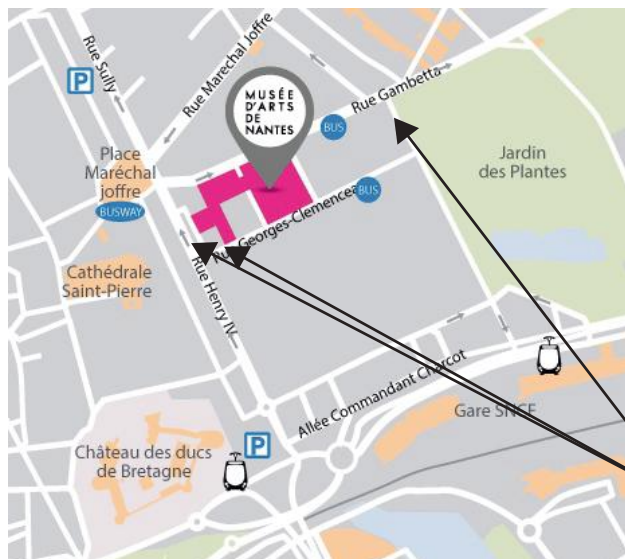 Rue Sully
Rue Marechal Joffre
P
MUSÉE
D'ARTS
DE
NANTES
Rue Gambetta
BUS
Place
Maréchal
joffre
BUSWAY
Jardin
des Plantes
BUS
Rue Georges-Clemenceau
Cathédrale
Saint-Pierre
Rue Henry IV
Allée Commandant Charcot
Gare SNCF
Château des ducs
de Bretagne
P